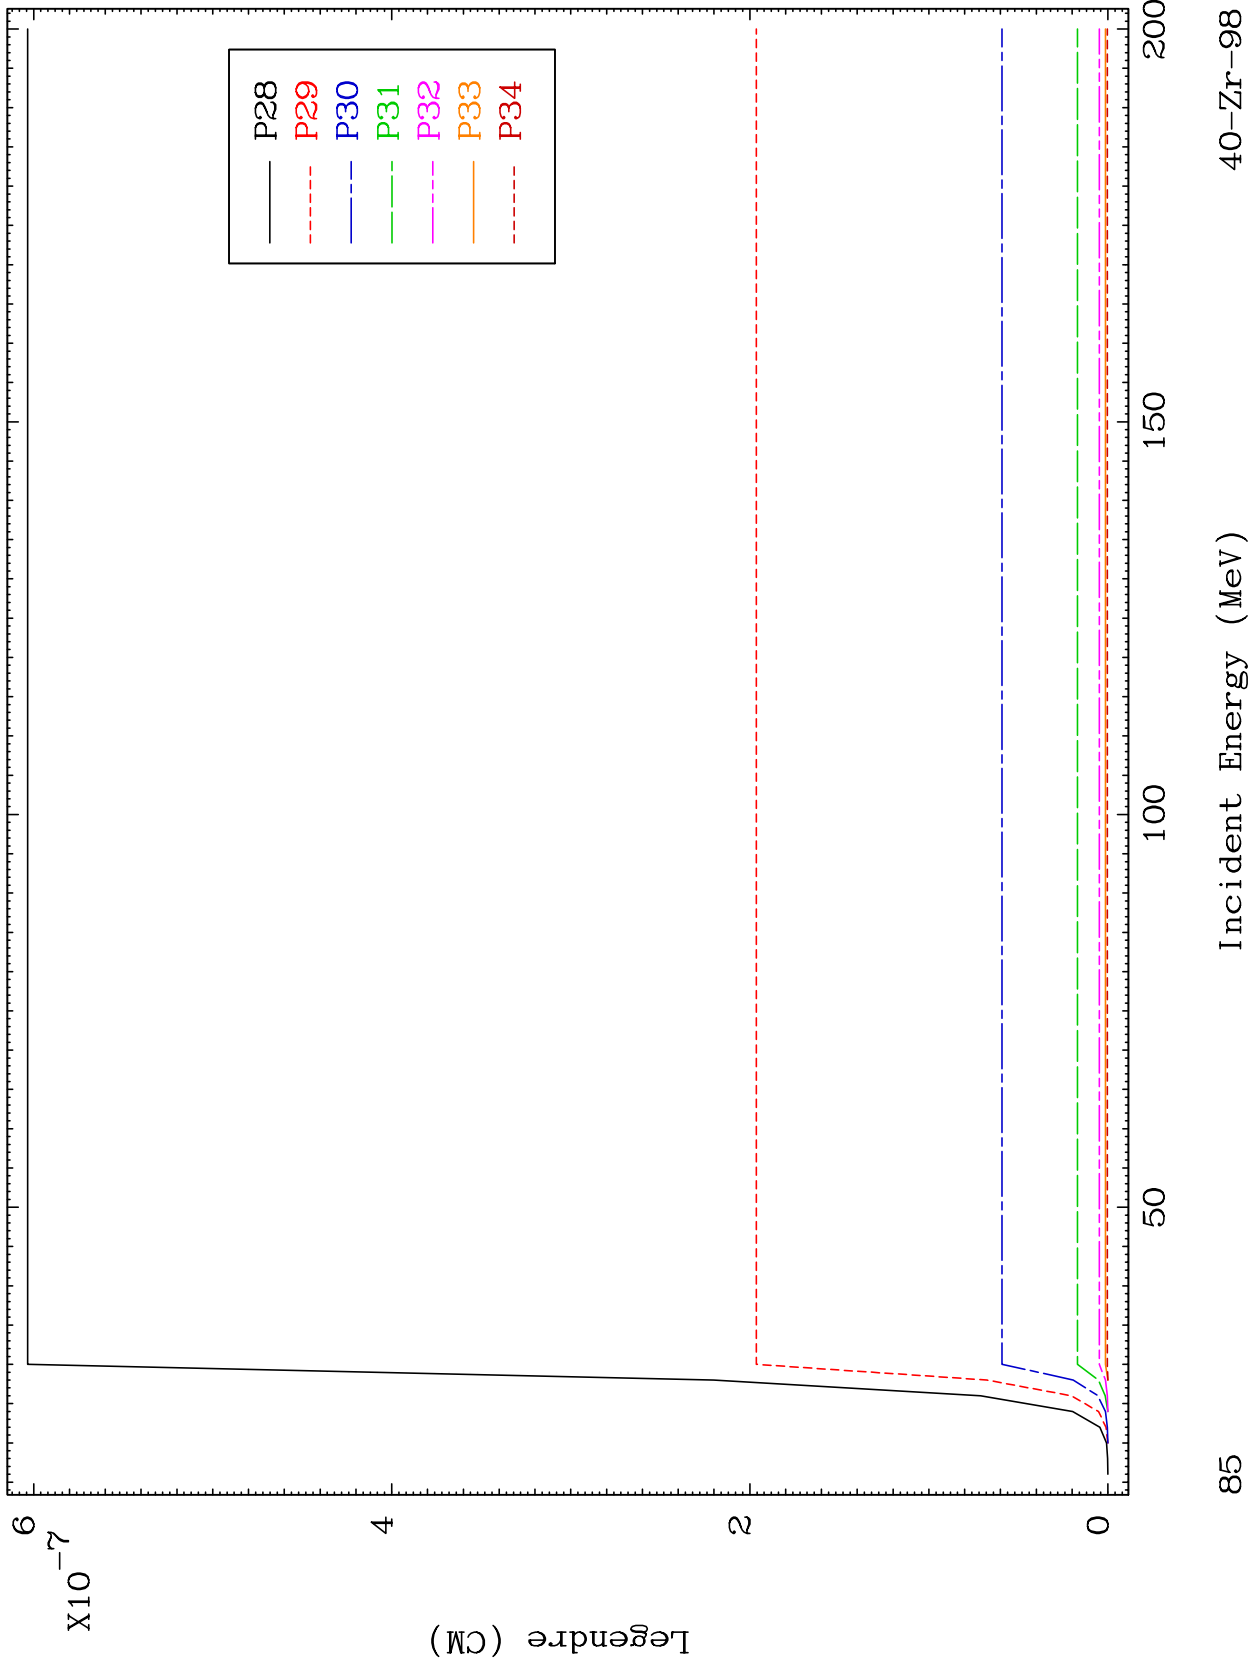 X10-7
6
4
2
0
Legendre (CM)
P28
P29
P30
P31
P32
P33
P34
50
100
150
200
85
Incident Energy (MeV)
40-Zr-98